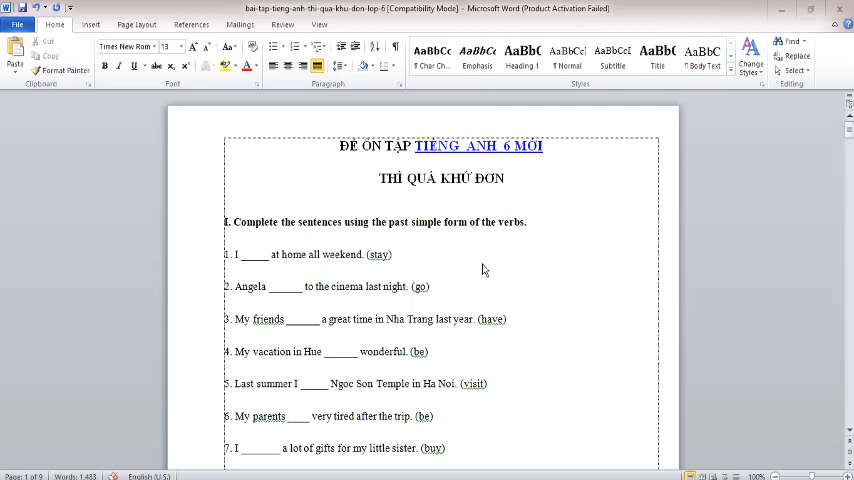 bai-tap-tieng-anh-thi-qua-khu-don-lop-6 [Compatibility Mode] - Microsoft Word (Product Activation Failed)
File Home Insert Page Layout References Mailings Review View
Cut
Copy
Format Painter
Paste
Clipboard
Times New Rom 13
Font
Paragraph
AaBbCc AaBbCc AaBbC AaBbCc AaBbCcI AaBbC AaBbC
¶ Char Ch... Emphasis Heading 1 ¶ Normal Subtitle Title ¶ Body Text
Styles
Change Styles
Find
Replace
Select
Editing
ĐỀ ÔN TẬP TIẾNG ANH 6 MỚI
THÌ QUÁ KHỨ ĐƠN
I. Complete the sentences using the past simple form of the verbs.
1. I _____ at home all weekend. (stay)
2. Angela ______ to the cinema last night. (go)
3. My friends ______ a great time in Nha Trang last year. (have)
4. My vacation in Hue ______ wonderful. (be)
5. Last summer I _____ Ngoc Son Temple in Ha Noi. (visit)
6. My parents ____ very tired after the trip. (be)
7. I _______ a lot of gifts for my little sister. (buy)
Page: 1 of 9 Words: 1,483 English (U.S.) 100%